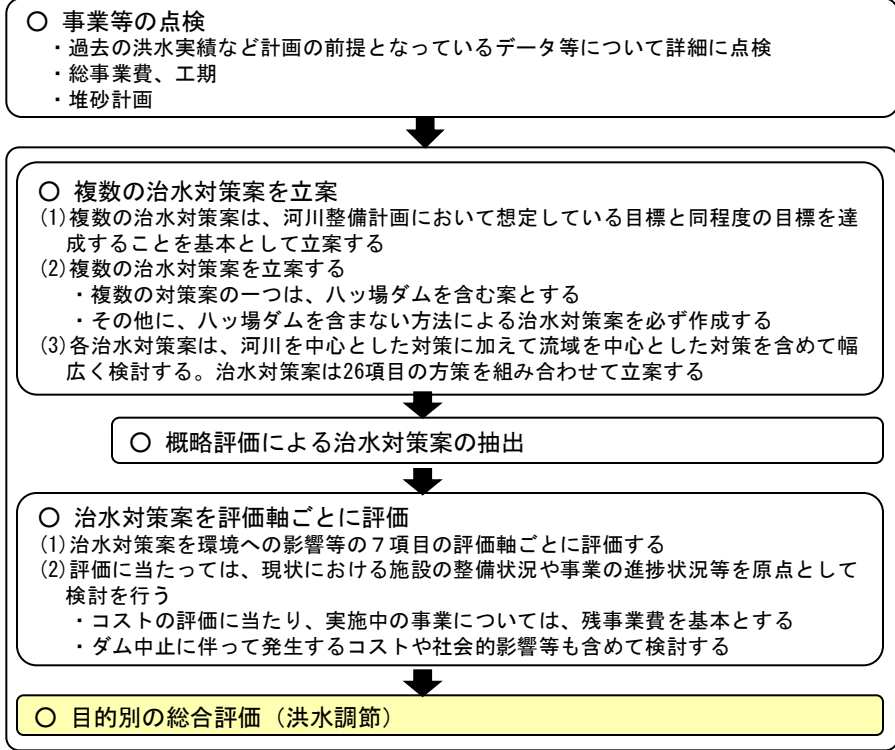 ○ 事業等の点検
・過去の洪水実績など計画の前提となっているデータ等について詳細に点検
・総事業費、工期
・堆砂計画
○ 複数の治水対策案を立案
(1)複数の治水対策案は、河川整備計画において想定している目標と同程度の目標を達
成することを基本として立案する
(2)複数の治水対策案を立案する
・複数の対策案の一つは、八ッ場ダムを含む案とする
・その他に、八ッ場ダムを含まない方法による治水対策案を必ず作成する
(3)各治水対策案は、河川を中心とした対策に加えて流域を中心とした対策を含めて幅
広く検討する。治水対策案は26項目の方策を組み合わせて立案する
○ 概略評価による治水対策案の抽出
○ 治水対策案を評価軸ごとに評価
(1)治水対策案を環境への影響等の７項目の評価軸ごとに評価する
(2)評価に当たっては、現状における施設の整備状況や事業の進捗状況等を原点として
検討を行う
・コストの評価に当たり、実施中の事業については、残事業費を基本とする
・ダム中止に伴って発生するコストや社会的影響等も含めて検討する
○ 目的別の総合評価（洪水調節）